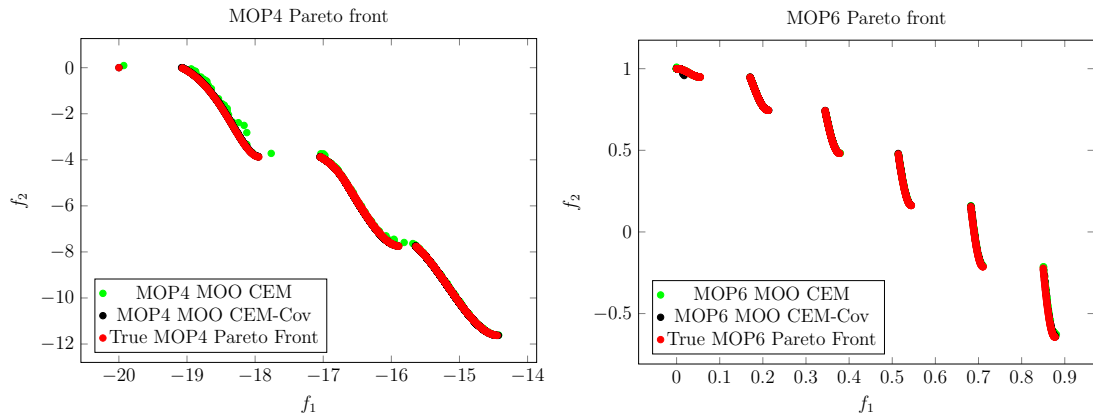 MOP4 Pareto front
0
−2
−4
−6
−8
−10
−12
f2
−20
−19
−18
−17
−16
−15
−14
f1
MOP4 MOO CEM
MOP4 MOO CEM-Cov
True MOP4 Pareto Front
MOP6 Pareto front
1
0.5
0
−0.5
f2
0
0.1
0.2
0.3
0.4
0.5
0.6
0.7
0.8
0.9
f1
MOP6 MOO CEM
MOP6 MOO CEM-Cov
True MOP6 Pareto Front